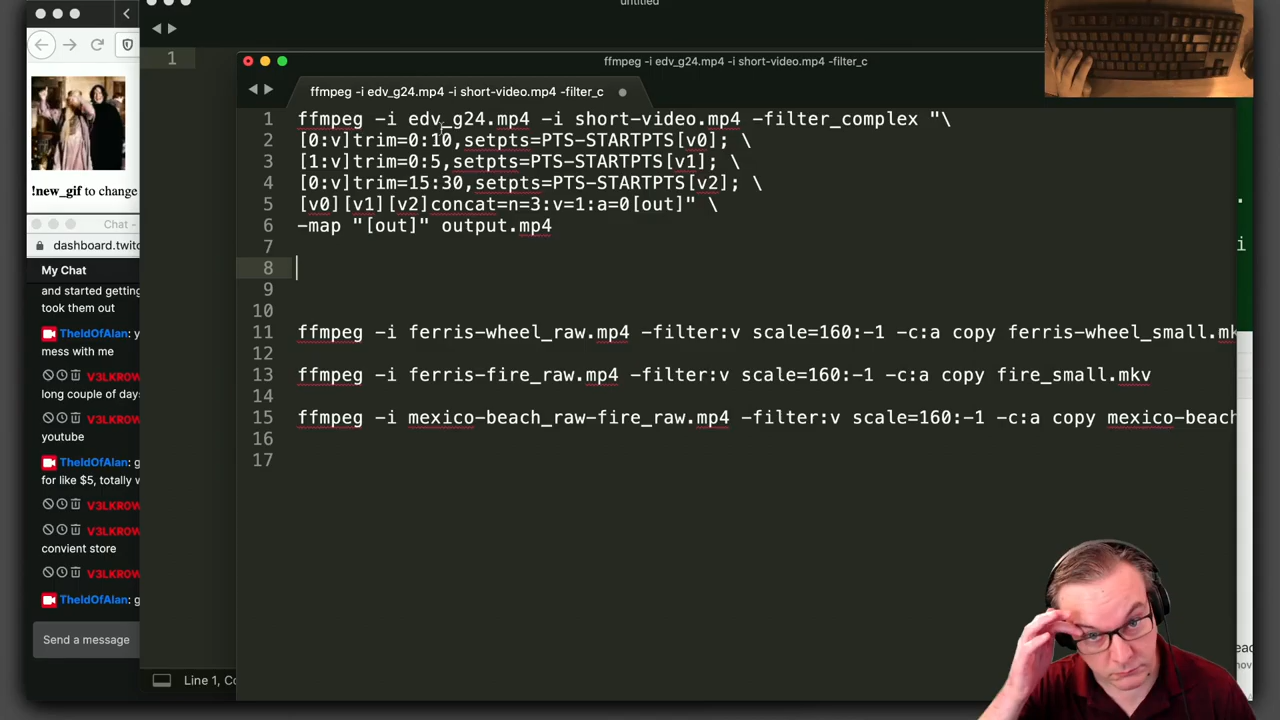 untitled
1
ffmpeg -i edv_g24.mp4 -i short-video.mp4 -filter_c
ffmpeg -i edv_g24.mp4 -i short-video.mp4 -filter_c
1 ffmpeg -i edv_g24.mp4 -i short-video.mp4 -filter_complex "\
2 [0:v]trim=0:10,setpts=PTS-STARTPTS[v0]; \
3 [1:v]trim=0:5,setpts=PTS-STARTPTS[v1]; \
4 [0:v]trim=15:30,setpts=PTS-STARTPTS[v2]; \
5 [v0][v1][v2]concat=n=3:v=1:a=0[out]" \
6 -map "[out]" output.mp4
7
8
9
10
11 ffmpeg -i ferris-wheel_raw.mp4 -filter:v scale=160:-1 -c:a copy ferris-wheel_small.mk
12
13 ffmpeg -i ferris-fire_raw.mp4 -filter:v scale=160:-1 -c:a copy fire_small.mkv
14
15 ffmpeg -i mexico-beach_raw-fire_raw.mp4 -filter:v scale=160:-1 -c:a copy mexico-beach
16
17
!new_gif to change
Chat -
dashboard.twitc
My Chat
and started getting
took them out
TheIdOfAlan: y
mess with me
V3LKR0W
long couple of day
youtube
TheIdOfAlan: g
for like $5, totally w
V3LKR0W
V3LKR0W
convient store
V3LKR0W
TheIdOfAlan: g
Send a message
Line 1, Co